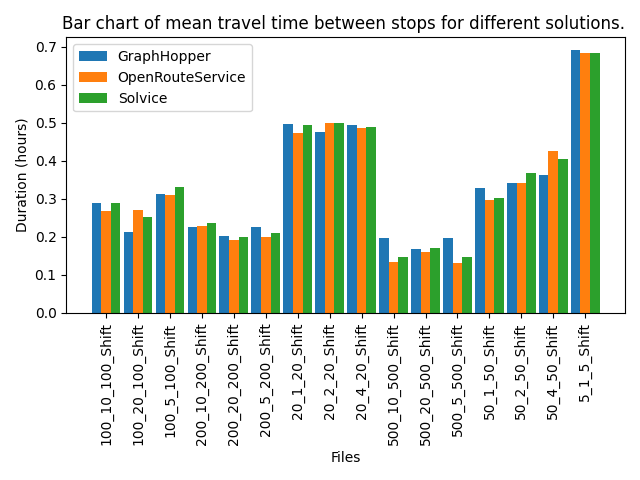 Bar chart of mean travel time between stops for different solutions.
GraphHopper
OpenRouteService
Solvice
Duration (hours)
0.7
0.6
0.5
0.4
0.3
0.2
0.1
0.0
100_10_100_Shift
100_20_100_Shift
100_5_100_Shift
200_10_200_Shift
200_20_200_Shift
200_5_200_Shift
20_1_20_Shift
20_2_20_Shift
20_4_20_Shift
500_10_500_Shift
500_20_500_Shift
500_5_500_Shift
50_1_50_Shift
50_2_50_Shift
50_4_50_Shift
5_1_5_Shift
Files